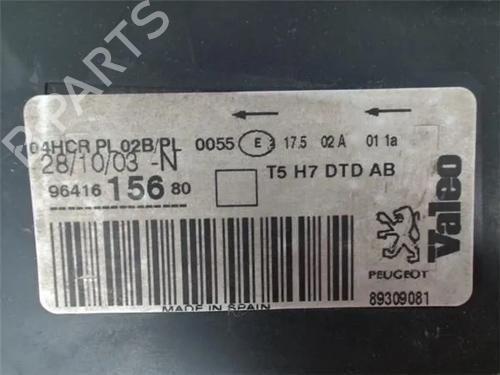 04HCR PL 02B/PL 0055 E 17.5 02 A 01 1a
28/10/03 -N
96416 156 80
T5 H7 DTD AB
Valeo
PEUGEOT
89309081
MADE IN SPAIN
PARTS